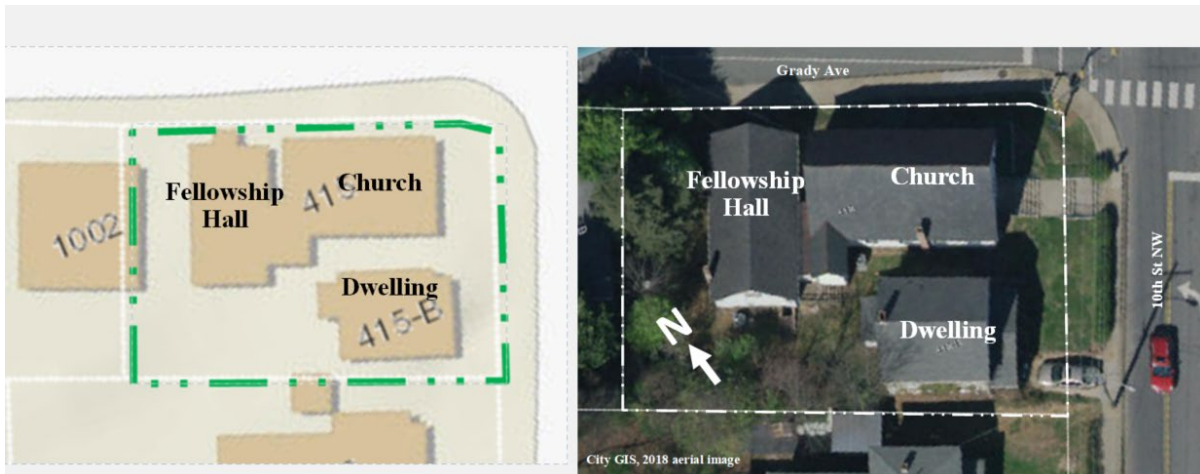 1002
Fellowship
Hall
415
Church
Dwelling
415-B
Grady Ave
Fellowship
Hall
Church
Dwelling
N
10th St NW
City GIS, 2018 aerial image